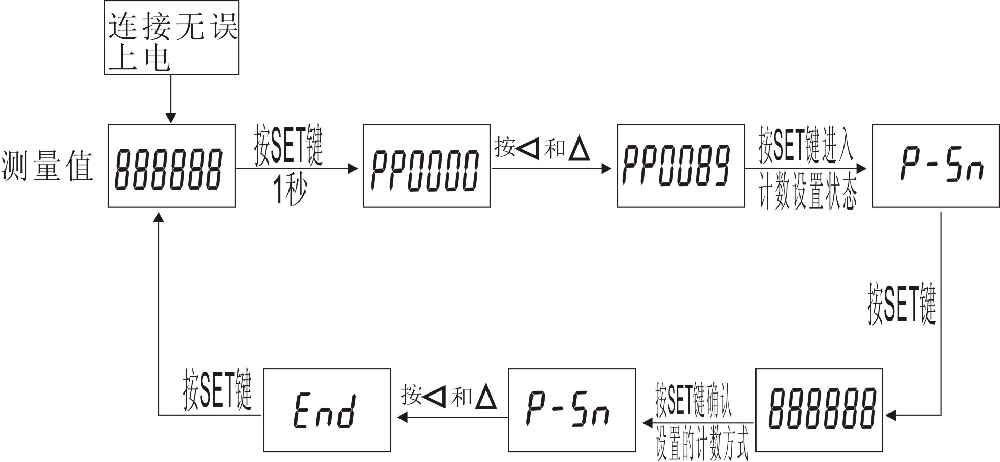 连接无误
上电
测量值
888888
按SET键
1秒
PP0000
按◁和△
PP0089
按SET键进入
计数设置状态
P-Sn
按SET键
888888
按SET键确认
设置的计数方式
P-Sn
按◁和△
End
按SET键